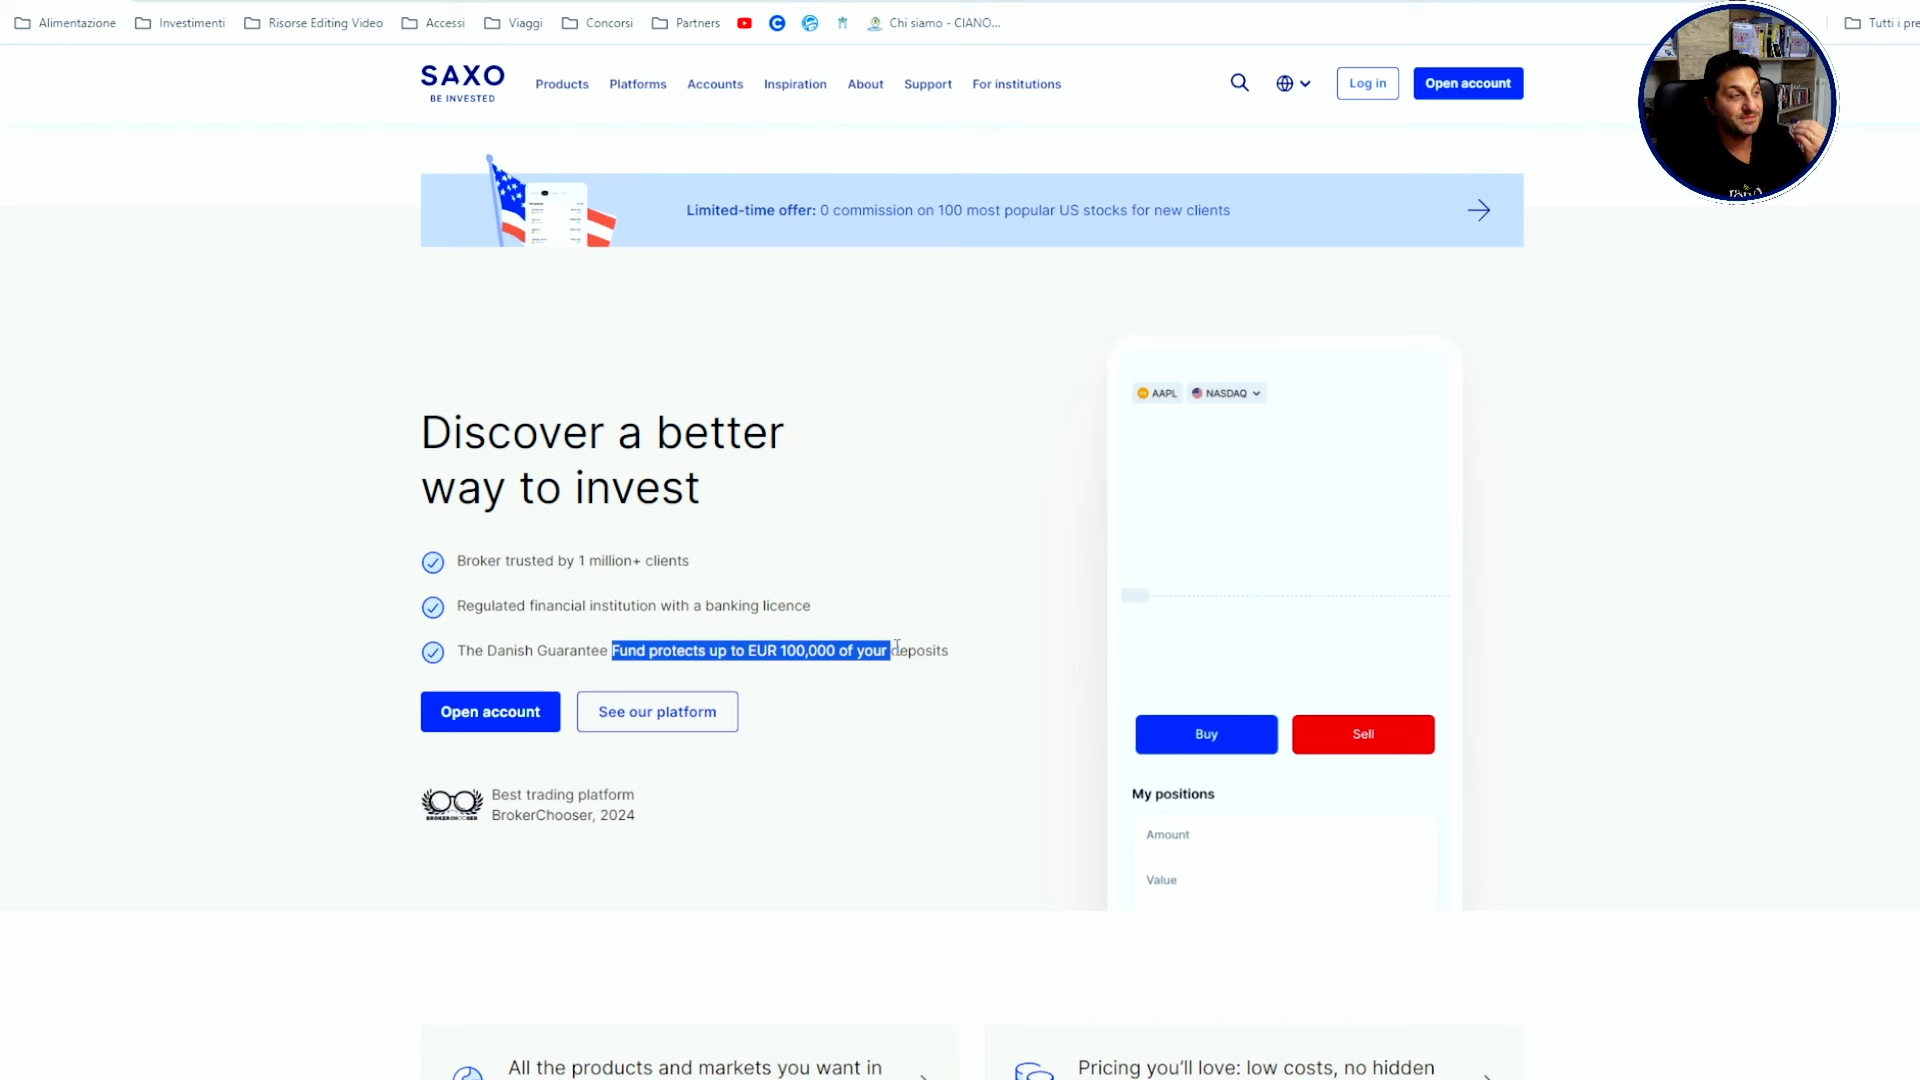 Alimentazione
Investimenti
Risorse Editing Video
Accessi
Viaggi
Concorsi
Partners
Chi siamo - CIANO...
Tutti i pre
SAXO
BE INVESTED
Products
Platforms
Accounts
Inspiration
About
Support
For institutions
Log in
Open account
Limited-time offer: 0 commission on 100 most popular US stocks for new clients
Discover a better
way to invest
Broker trusted by 1 million+ clients
Regulated financial institution with a banking licence
The Danish Guarantee Fund protects up to EUR 100,000 of your deposits
Open account
See our platform
BROKERCHOOSER
Best trading platform
BrokerChooser, 2024
AAPL
NASDAQ
Buy
Sell
My positions
Amount
Value
All the products and markets you want in
Pricing you'll love: low costs, no hidden